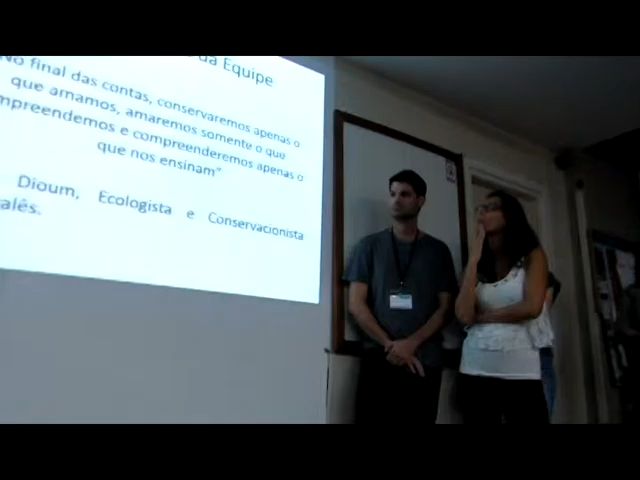 da Equipe
No final das contas, conservaremos apenas o
que amamos, amaremos somente o que
compreendemos e compreenderemos apenas o
que nos ensinam"
Dioum, Ecologista e Conservacionista